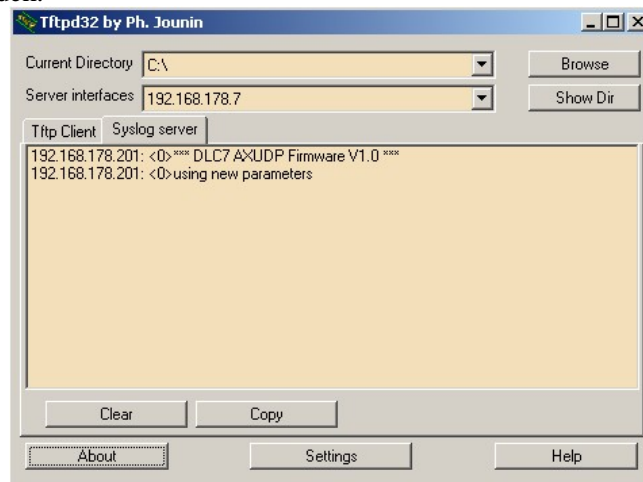 Tftpd32 by Ph. Jounin
Current Directory C:\ Browse
Server interfaces 192.168.178.7 Show Dir
Tftp Client Syslog server
192.168.178.201: <0>*** DLC7 AXUDP Firmware V1.0 ***
192.168.178.201: <0>using new parameters
Clear Copy
About Settings Help